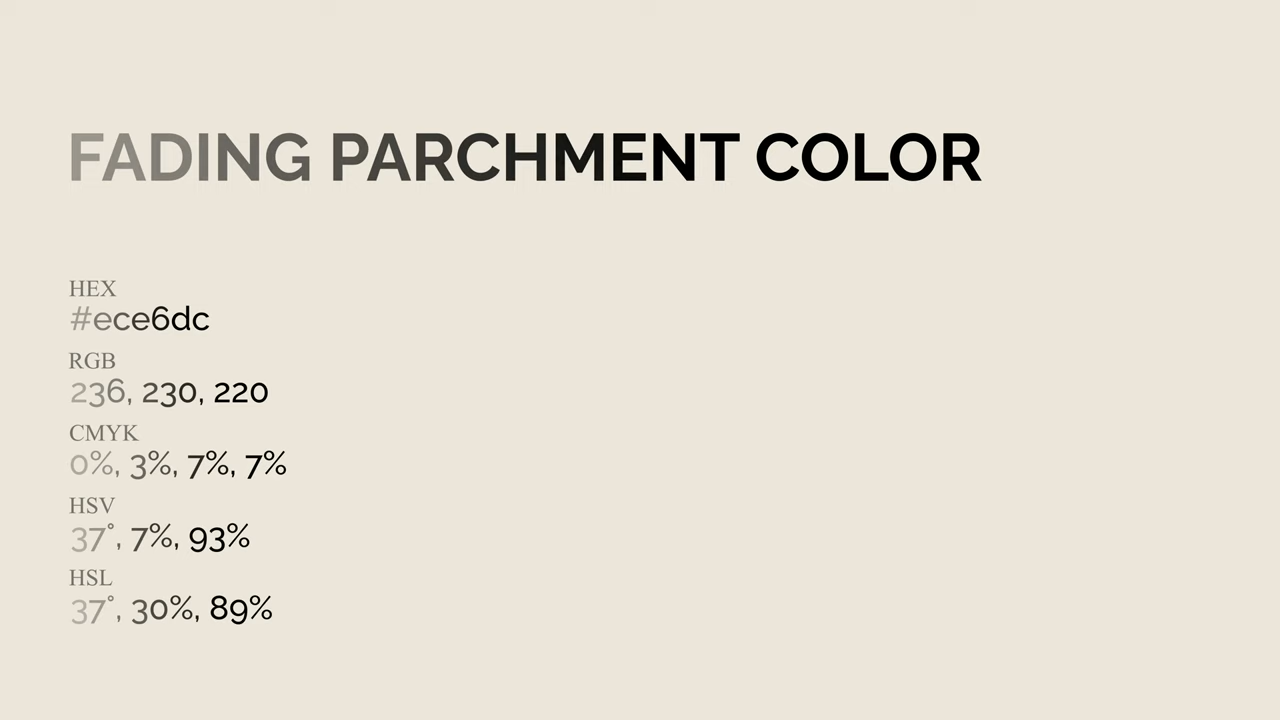 FADING PARCHMENT COLOR
HEX
#ece6dc
RGB
236, 230, 220
CMYK
0%, 3%, 7%, 7%
HSV
37°, 7%, 93%
HSL
37°, 30%, 89%